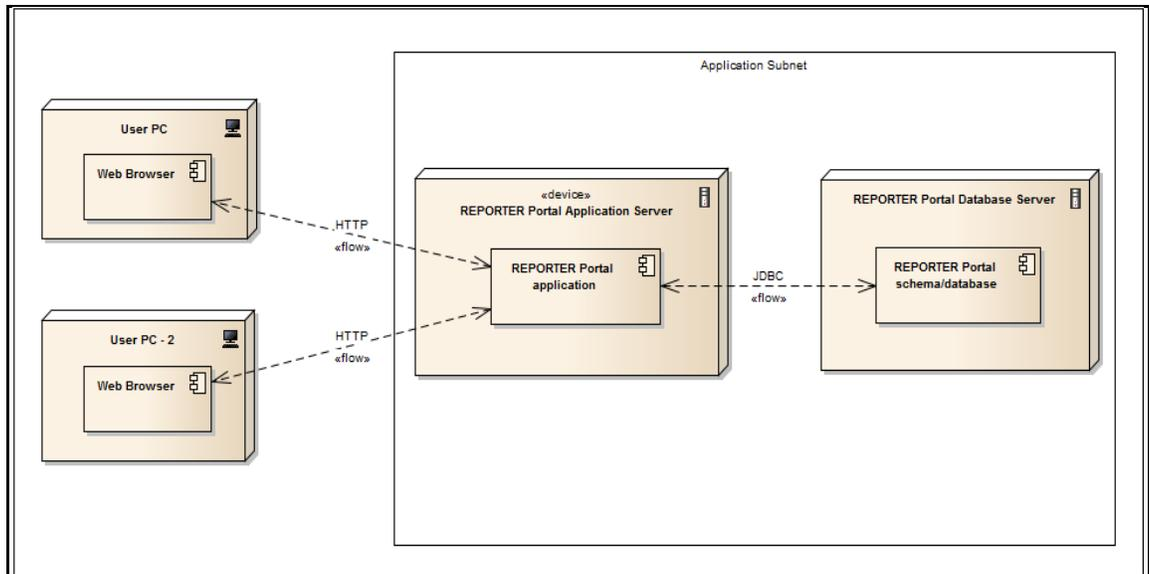 Application Subnet
User PC
Web Browser
HTTP
«flow»
User PC - 2
Web Browser
HTTP
«flow»
«device»
REPORTER Portal Application Server
REPORTER Portal
application
JDBC
«flow»
REPORTER Portal Database Server
REPORTER Portal
schema/database